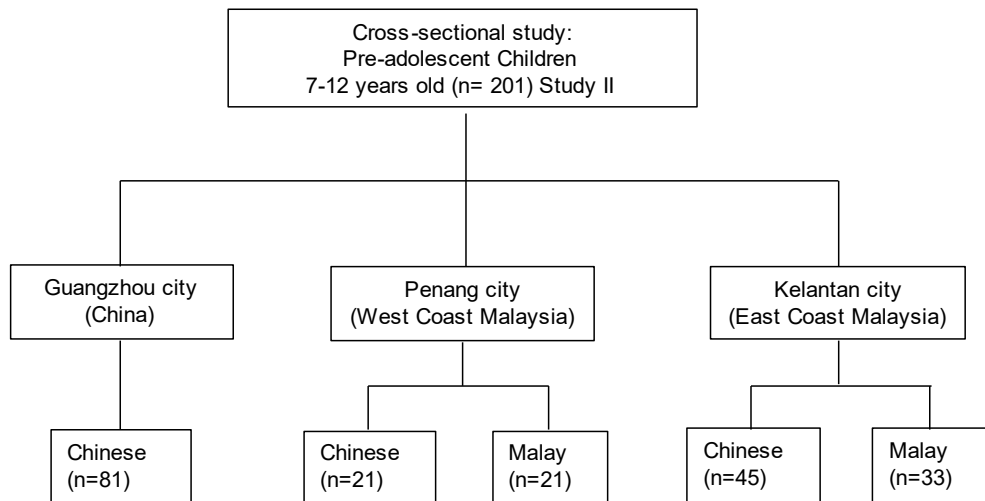 Cross-sectional study:
Pre-adolescent Children
7-12 years old (n= 201) Study II
Guangzhou city
(China)
Penang city
(West Coast Malaysia)
Kelantan city
(East Coast Malaysia)
Chinese
(n=81)
Chinese
(n=21)
Malay
(n=21)
Chinese
(n=45)
Malay
(n=33)